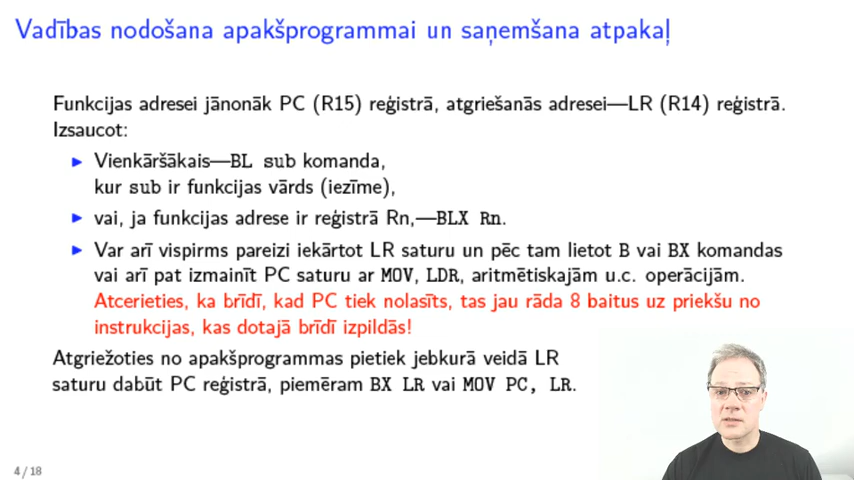 Vadības nodošana apakšprogrammai un saņemšana atpakaļ
Funkcijas adresei jānonāk PC (R15) reģistrā, atgriešanās adresei—LR (R14) reģistrā.
Izsaucot:
Vienkāršākais—BL sub komanda,
kur sub ir funkcijas vārds (iezīme),
vai, ja funkcijas adrese ir reģistrā Rn,—BLX Rn.
Var arī vispirms pareizi iekārtot LR saturu un pēc tam lietot B vai BX komandas
vai arī pat izmainīt PC saturu ar MOV, LDR, aritmētiskajām u.c. operācijām.
Atcerieties, ka brīdī, kad PC tiek nolasīts, tas jau rāda 8 baitus uz priekšu no
instrukcijas, kas dotajā brīdī izpildās!
Atgriežoties no apakšprogrammas pietiek jebkurā veidā LR
saturu dabūt PC reģistrā, piemēram BX LR vai MOV PC, LR.
4 / 18